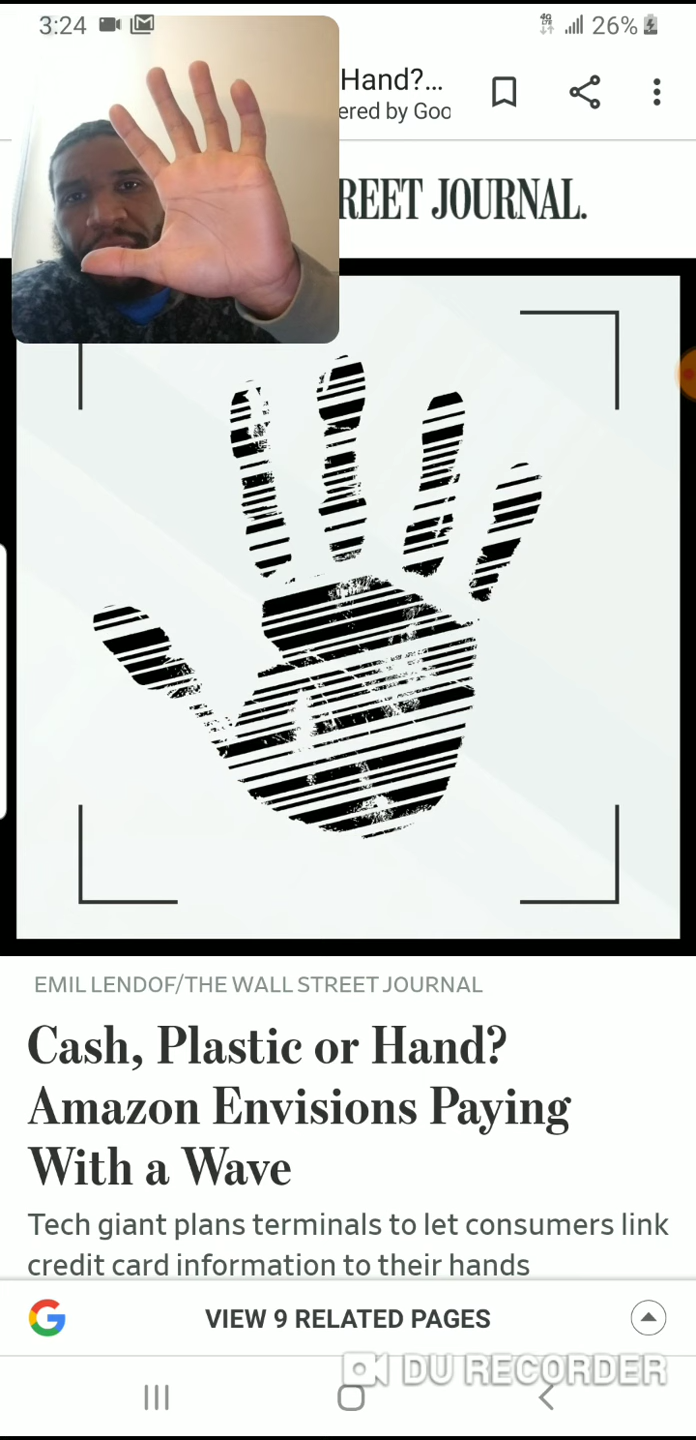 3:24
26%
Hand?...
ered by Goo
REET JOURNAL.
EMIL LENDOF/THE WALL STREET JOURNAL
Cash, Plastic or Hand?
Amazon Envisions Paying
With a Wave
Tech giant plans terminals to let consumers link
credit card information to their hands
VIEW 9 RELATED PAGES
DU RECORDER